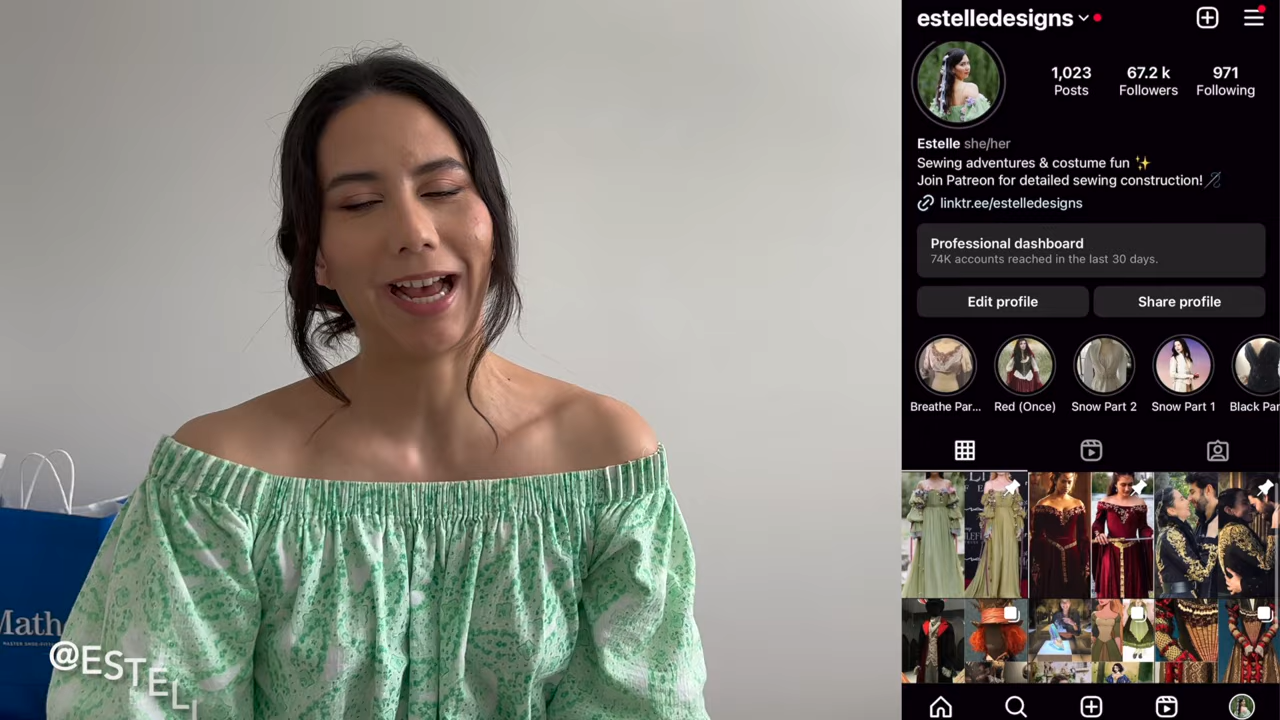 estelledesigns
1,023
Posts
67.2 k
Followers
971
Following
Estelle she/her
Sewing adventures & costume fun ✨
Join Patreon for detailed sewing construction! 🪡
linktr.ee/estelledesigns
Professional dashboard
74K accounts reached in the last 30 days.
Edit profile
Share profile
Breathe Par...
Red (Once)
Snow Part 2
Snow Part 1
Black Par
Math
@ESTEL